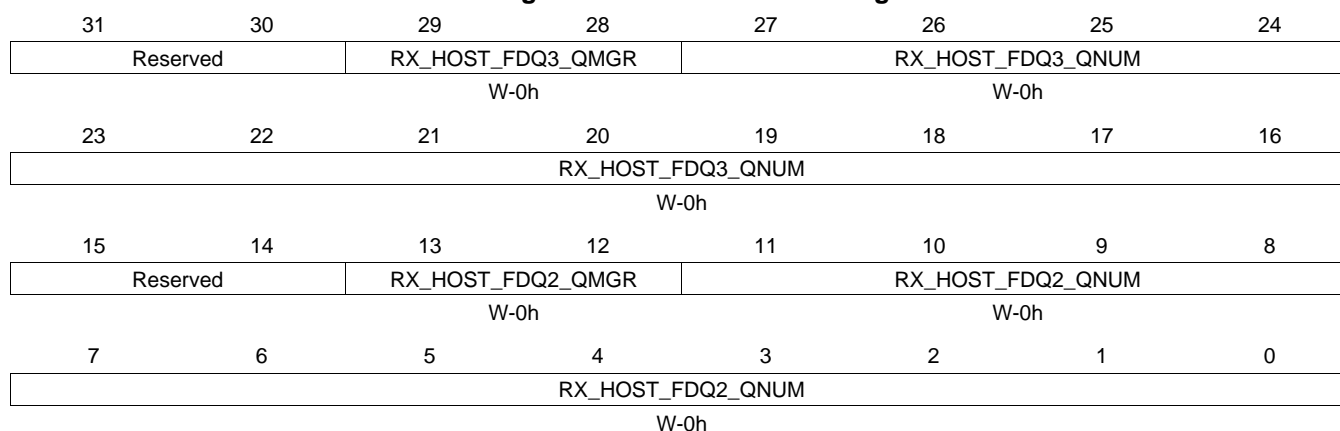 31 30 29 28 27 26 25 24
Reserved RX_HOST_FDQ3_QMGR RX_HOST_FDQ3_QNUM
W-0h W-0h
23 22 21 20 19 18 17 16
RX_HOST_FDQ3_QNUM
W-0h
15 14 13 12 11 10 9 8
Reserved RX_HOST_FDQ2_QMGR RX_HOST_FDQ2_QNUM
W-0h W-0h
7 6 5 4 3 2 1 0
RX_HOST_FDQ2_QNUM
W-0h